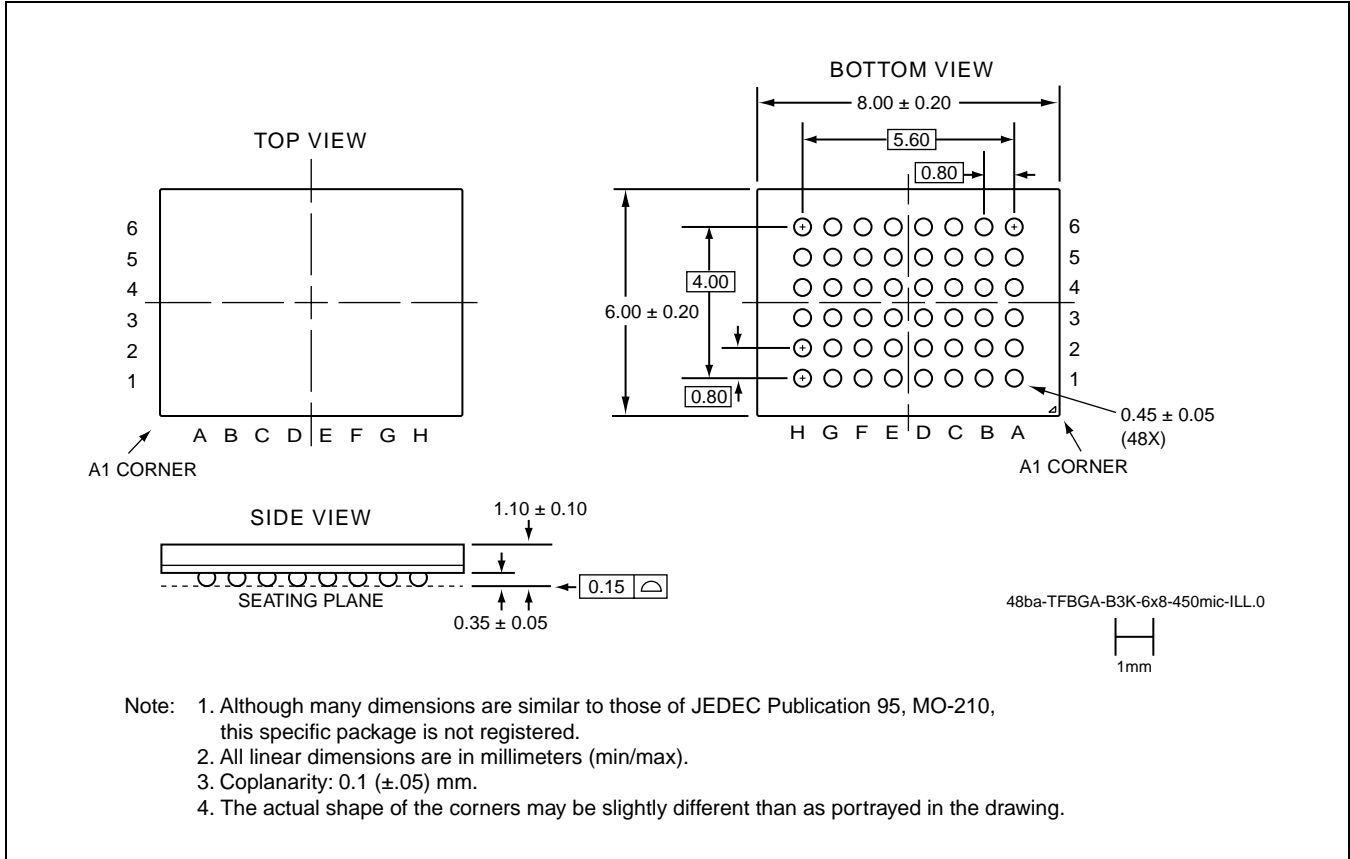 TOP VIEW
6
5
4
3
2
1
A B C D E F G H
A1 CORNER
BOTTOM VIEW
8.00 ± 0.20
5.60
0.80
6.00 ± 0.20
4.00
0.80
6
5
4
3
2
1
H G F E D C B A
0.45 ± 0.05
(48X)
A1 CORNER
SIDE VIEW
1.10 ± 0.10
SEATING PLANE
0.15
0.35 ± 0.05
48ba-TFBGA-B3K-6x8-450mic-ILL.0
1mm
Note: 1. Although many dimensions are similar to those of JEDEC Publication 95, MO-210,
this specific package is not registered.
2. All linear dimensions are in millimeters (min/max).
3. Coplanarity: 0.1 (±.05) mm.
4. The actual shape of the corners may be slightly different than as portrayed in the drawing.